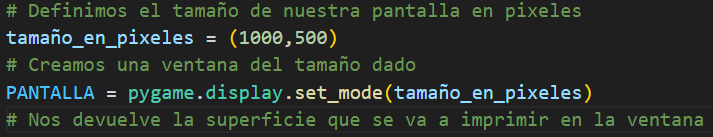 # Definimos el tamaño de nuestra pantalla en pixeles
tamaño_en_pixeles = (1000,500)
# Creamos una ventana del tamaño dado
PANTALLA = pygame.display.set_mode(tamaño_en_pixeles)
# Nos devuelve la superficie que se va a imprimir en la ventana